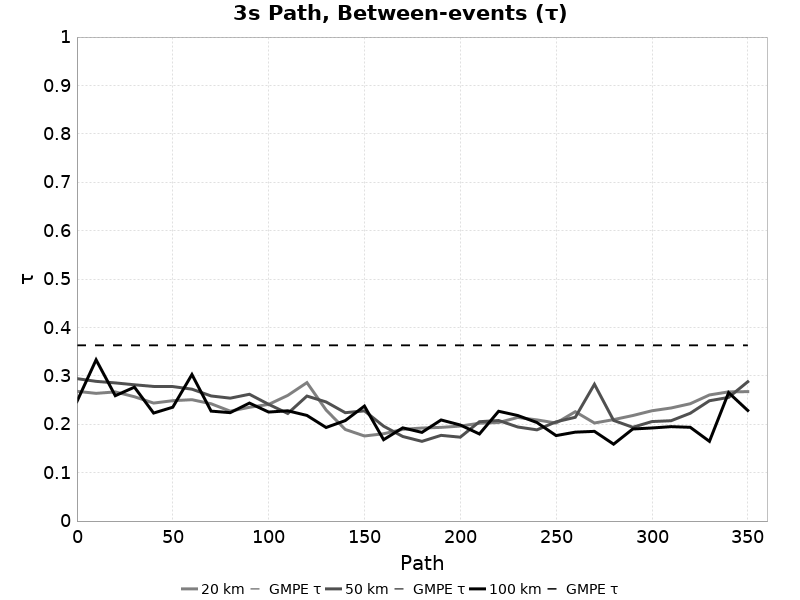 3s Path, Between-events (τ)
1
0.9
0.8
0.7
0.6
0.5
0.4
0.3
0.2
0.1
0
τ
0 50 100 150 200 250 300 350
Path
20 km GMPE τ 50 km GMPE τ 100 km GMPE τ